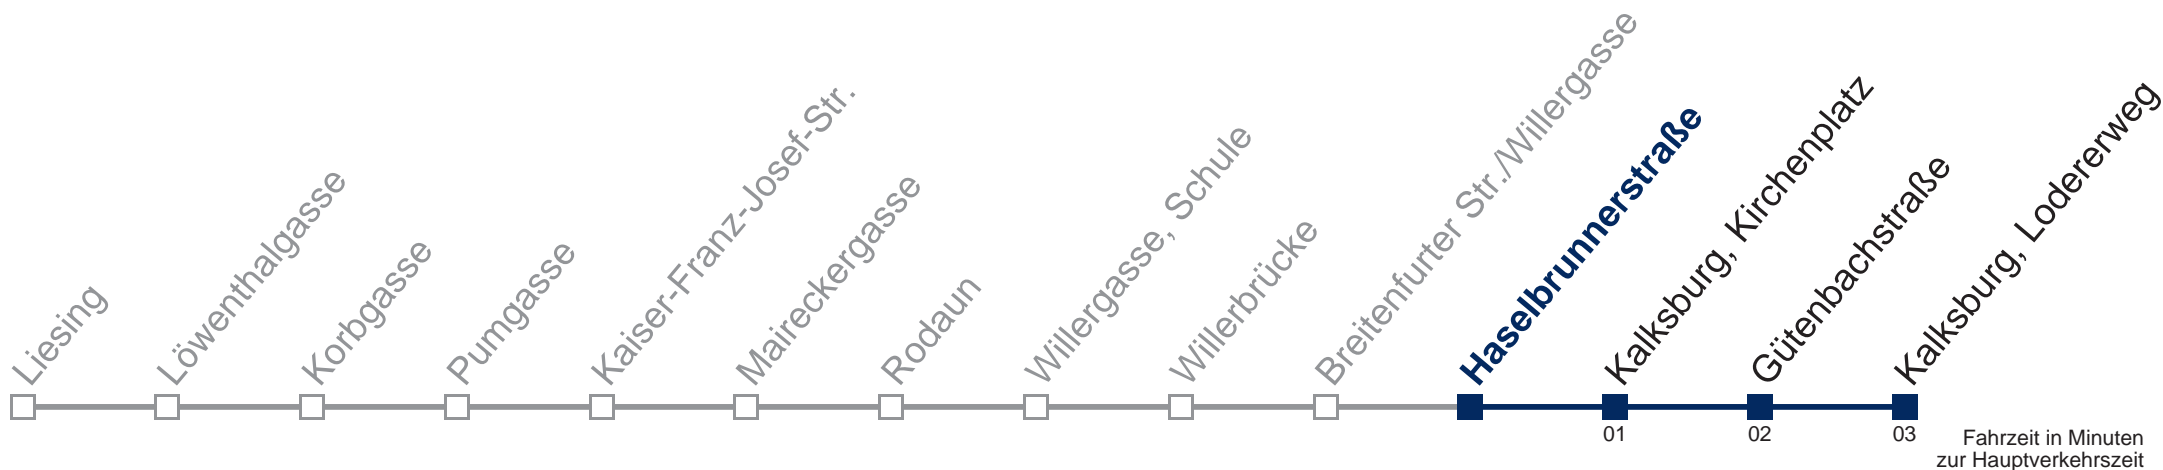 Liesing
Löwenthalgasse
Korbgasse
Pumgasse
Kaiser-Franz-Josef-Str.
Maireckergasse
Rodaun
Willergasse, Schule
Willerbrücke
Breitenfurter Str./Willergasse
Haselbrunnerstraße
Kalksburg, Kirchenplatz
Gütenbachstraße
Kalksburg, Lodererweg
01
02
03
Fahrzeit in Minuten
zur Hauptverkehrszeit